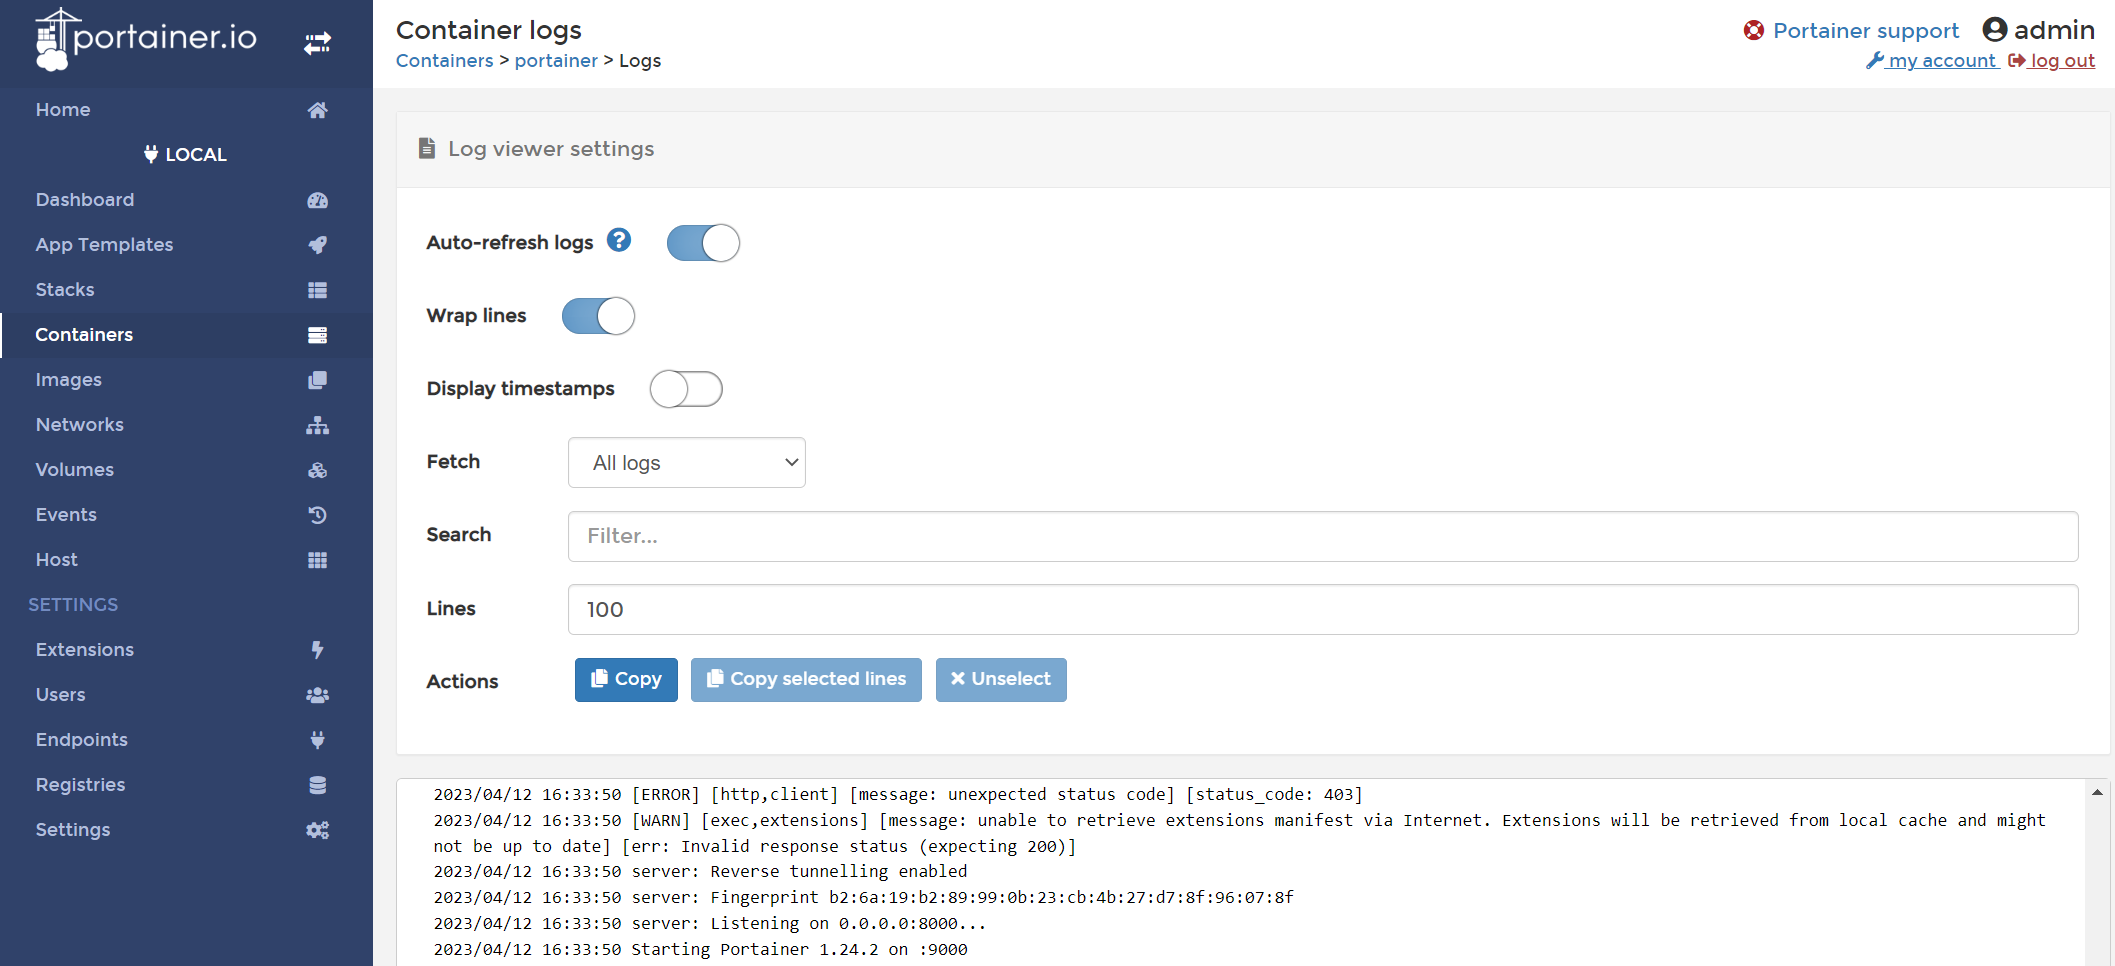 portainer.io
Home
LOCAL
Dashboard
App Templates
Stacks
Containers
Images
Networks
Volumes
Events
Host
SETTINGS
Extensions
Users
Endpoints
Registries
Settings
Container logs
Containers > portainer > Logs
Portainer support admin
my account log out
Log viewer settings
Auto-refresh logs ?
Wrap lines
Display timestamps
Fetch All logs
Search Filter...
Lines 100
Actions Copy Copy selected lines Unselect
2023/04/12 16:33:50 [ERROR] [http,client] [message: unexpected status code] [status_code: 403]
2023/04/12 16:33:50 [WARN] [exec,extensions] [message: unable to retrieve extensions manifest via Internet. Extensions will be retrieved from local cache and might
not be up to date] [err: Invalid response status (expecting 200)]
2023/04/12 16:33:50 server: Reverse tunnelling enabled
2023/04/12 16:33:50 server: Fingerprint b2:6a:19:b2:89:99:0b:23:cb:4b:27:d7:8f:96:07:8f
2023/04/12 16:33:50 server: Listening on 0.0.0.0:8000...
2023/04/12 16:33:50 Starting Portainer 1.24.2 on :9000